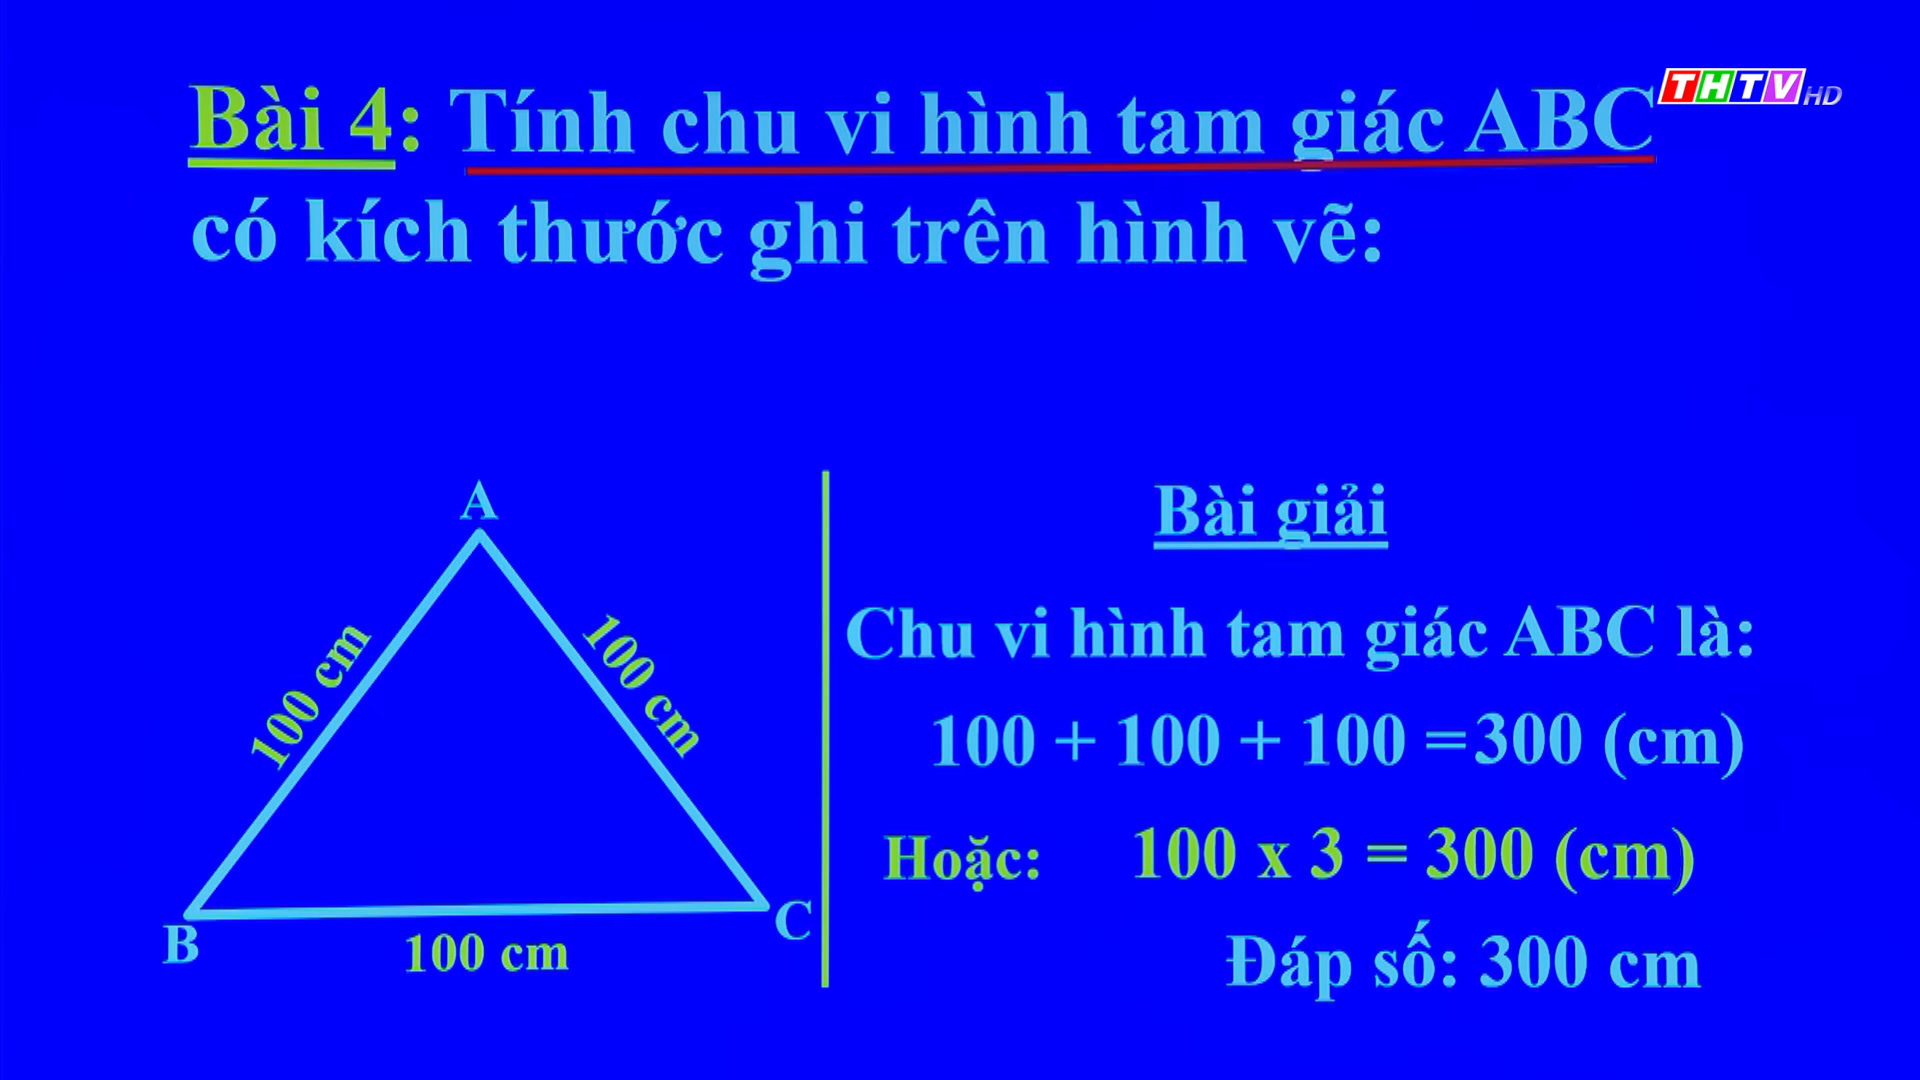 THTV HD
Bài 4: Tính chu vi hình tam giác ABC
có kích thước ghi trên hình vẽ:
A
100 cm
100 cm
B
C
100 cm
Bài giải
Chu vi hình tam giác ABC là:
100 + 100 + 100 = 300 (cm)
Hoặc: 100 x 3 = 300 (cm)
Đáp số: 300 cm